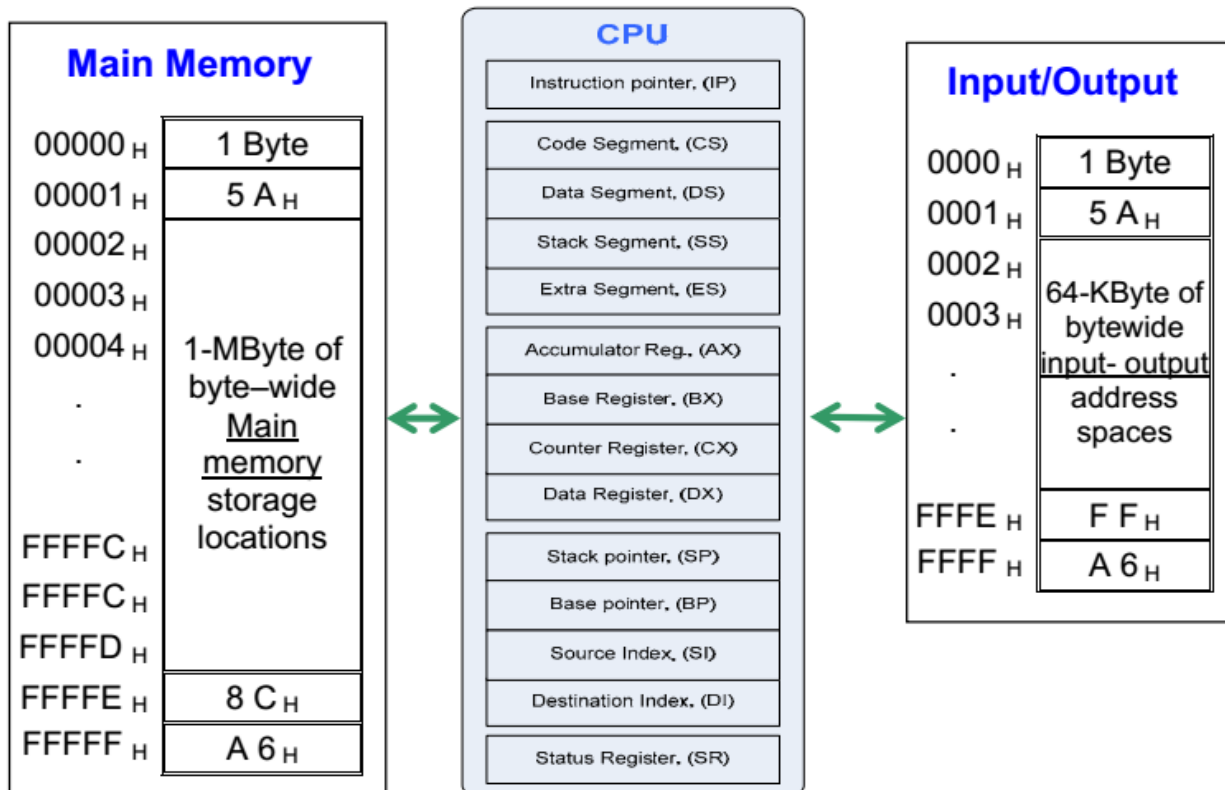 Main Memory
00000 H
1 Byte
00001 H
5 A H
00002 H
00003 H
00004 H
.
.
1-MByte of
byte–wide
Main
memory
storage
locations
FFFFC H
FFFFC H
FFFFD H
FFFFE H
8 C H
FFFFF H
A 6 H
CPU
Instruction pointer. (IP)
Code Segment. (CS)
Data Segment. (DS)
Stack Segment. (SS)
Extra Segment. (ES)
Accumulator Reg., (AX)
Base Register. (BX)
Counter Register. (CX)
Data Register. (DX)
Stack pointer. (SP)
Base pointer. (BP)
Source Index. (SI)
Destination Index. (DI)
Status Register. (SR)
Input/Output
0000 H
1 Byte
0001 H
5 A H
0002 H
0003 H
.
.
64-KByte of
bytewide
input- output
address
spaces
FFFE H
F F H
FFFF H
A 6 H